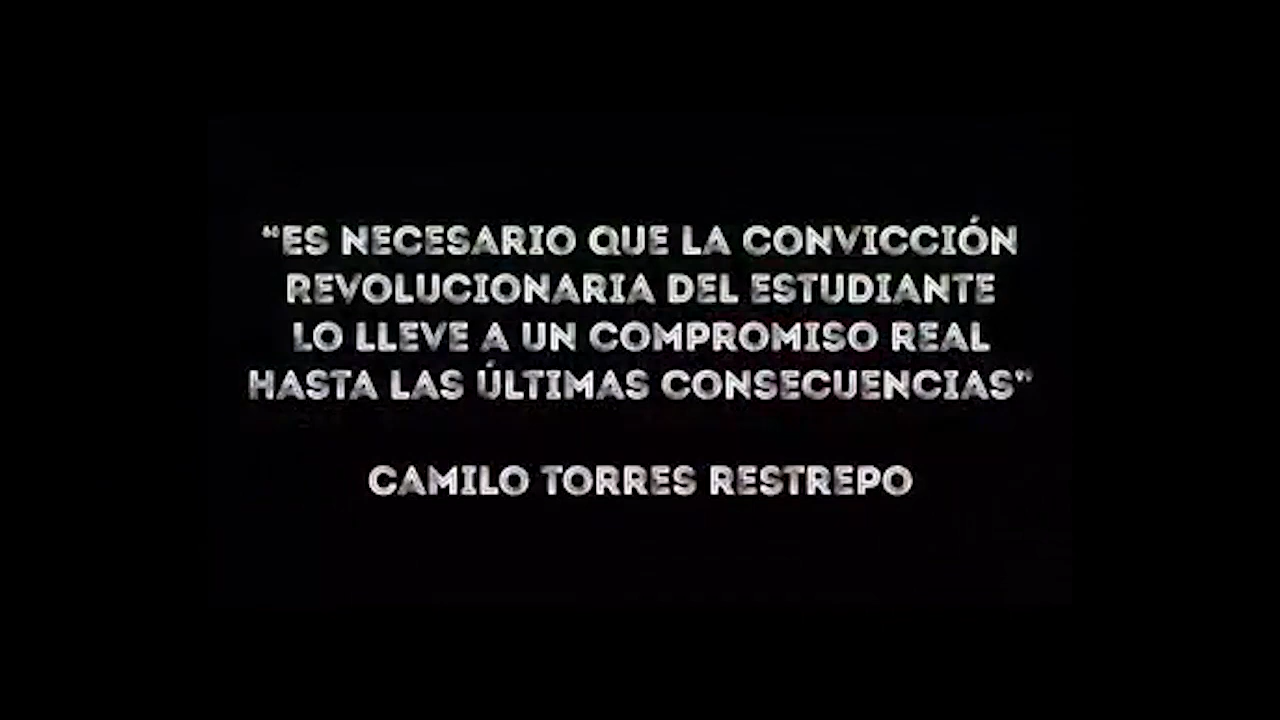 “ES NECESARIO QUE LA CONVICCIÓN
REVOLUCIONARIA DEL ESTUDIANTE
LO LLEVE A UN COMPROMISO REAL
HASTA LAS ÚLTIMAS CONSECUENCIAS”
CAMILO TORRES RESTREPO